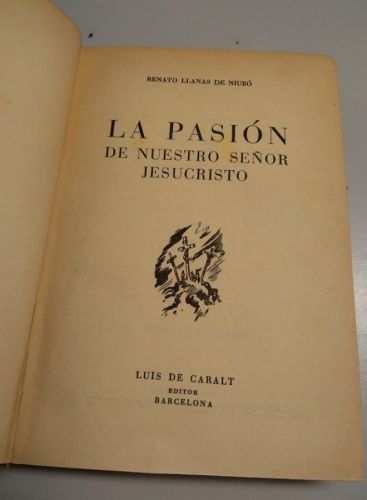 RENATO LLANAS DE NIUBÓ
LA PASIÓN
DE NUESTRO SEÑOR
JESUCRISTO
LUIS DE CARALT
EDITOR
BARCELONA